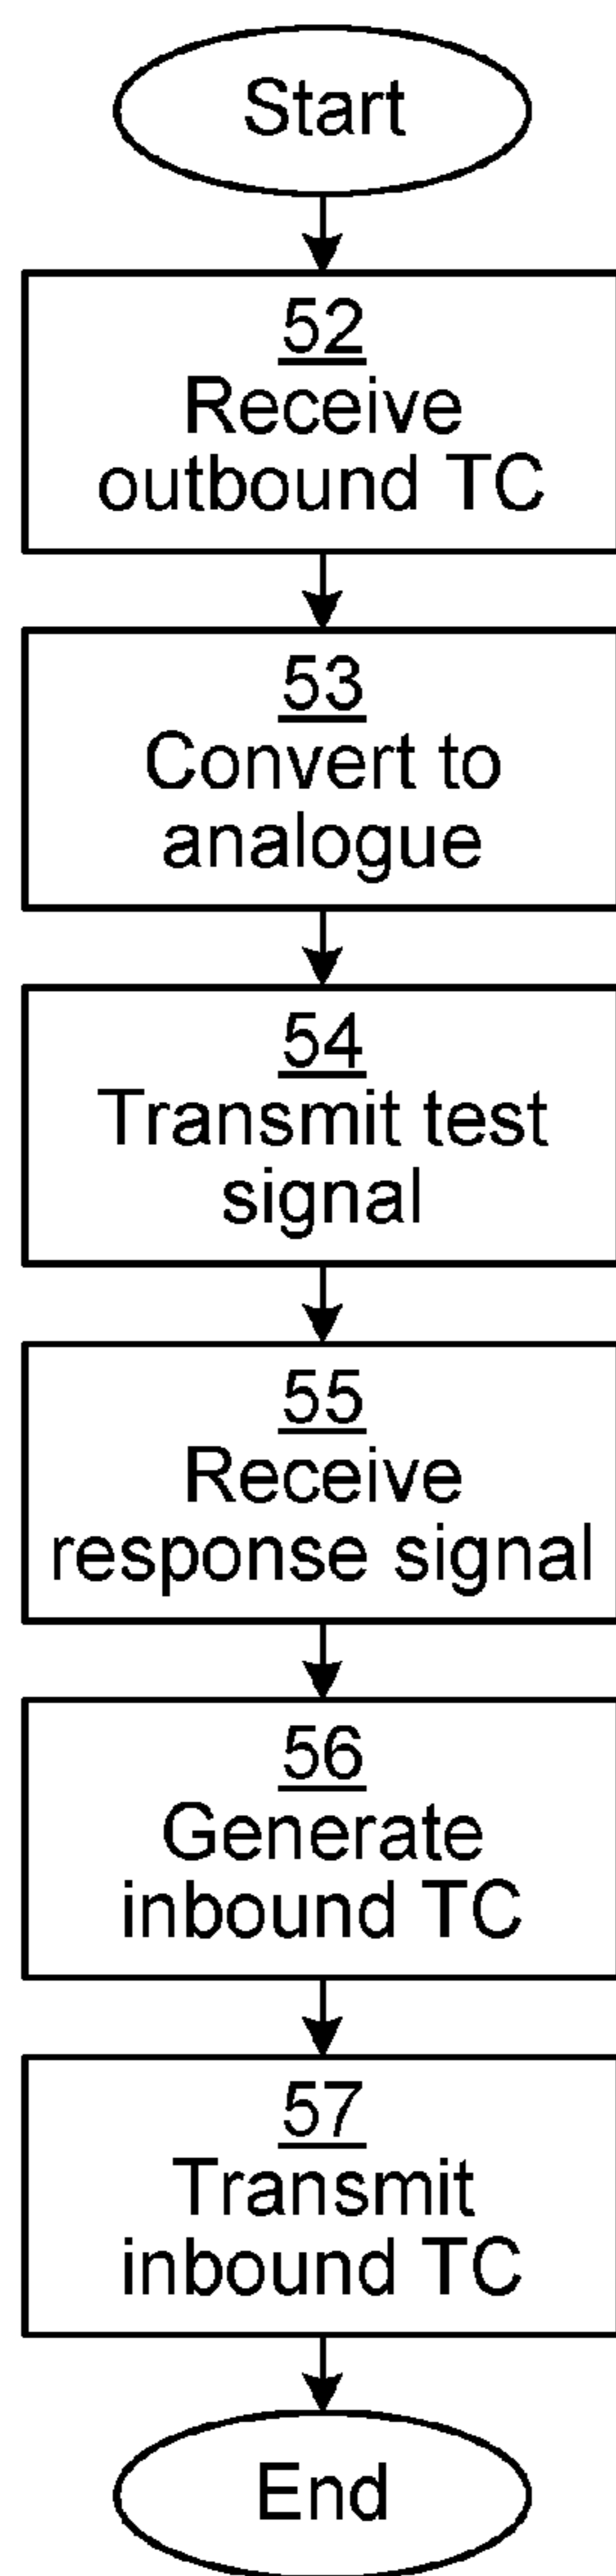 Start
52
Receive
outbound TC
53
Convert to
analogue
54
Transmit test
signal
55
Receive
response signal
56
Generate
inbound TC
57
Transmit
inbound TC
End